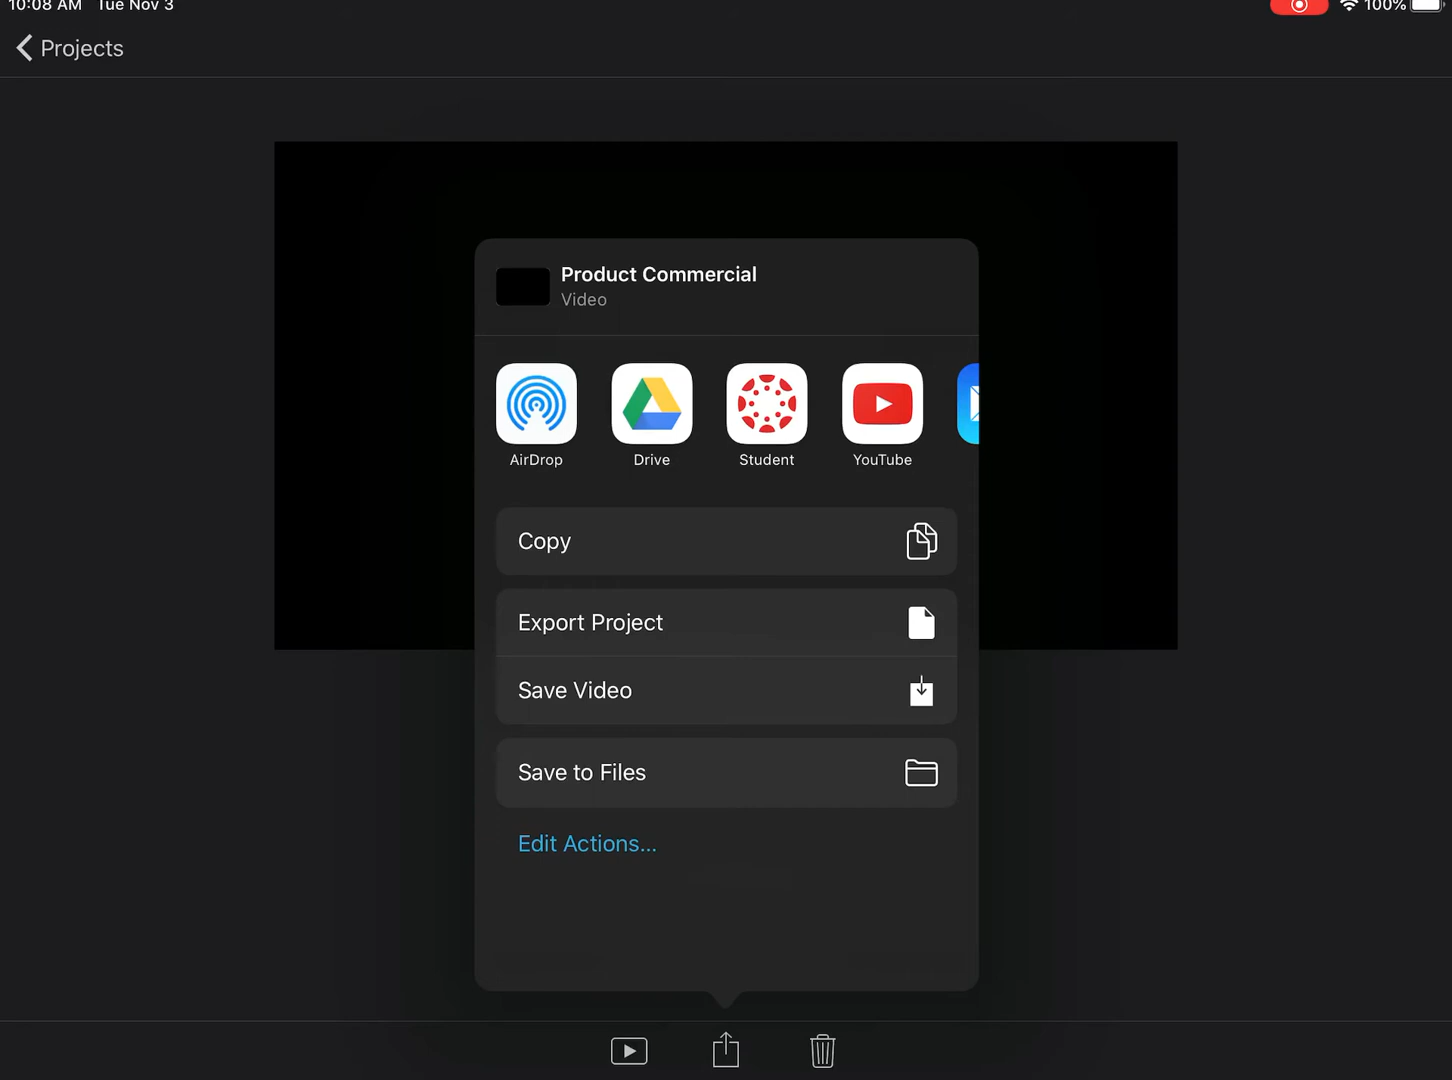 10:08 AM Tue Nov 3
100%
Projects
Product Commercial
Video
AirDrop
Drive
Student
YouTube
Copy
Export Project
Save Video
Save to Files
Edit Actions...